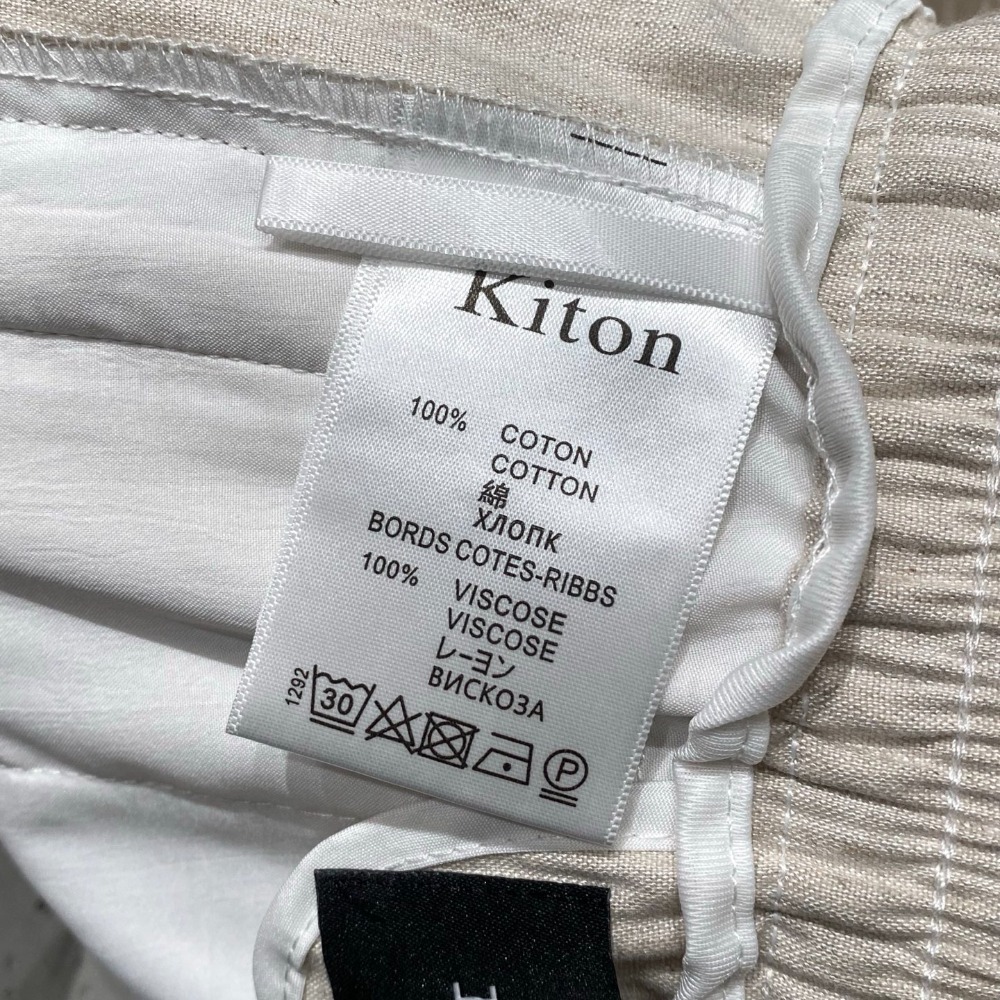 Kiton
100% COTON
COTTON
綿
ХЛОПК
BORDS COTES-RIBBS
100% VISCOSE
VISCOSE
レーヨン
ВИСКОЗА
1292
30
P